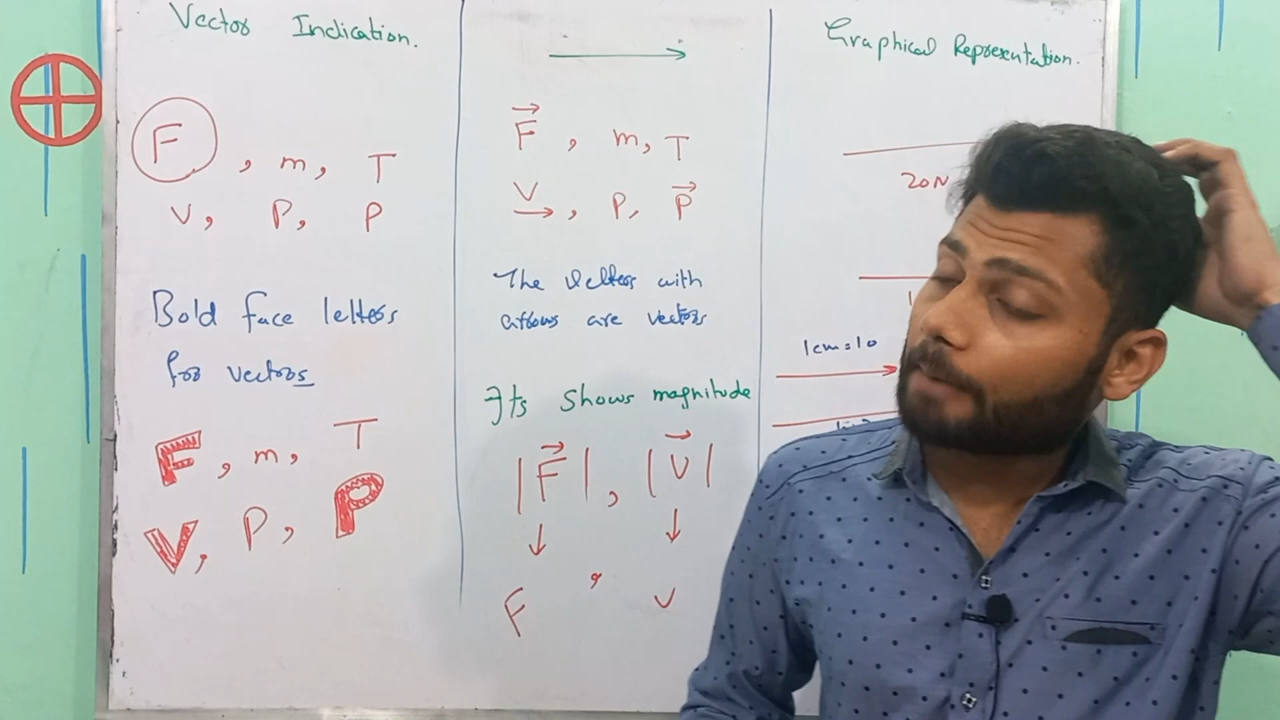 Vector Indication.
F , m, T
V, P, P
Bold face letters
for vectors
F, m, T
V, P, P
F⃗ , m, T
V⃗, P, P⃗
The letters with
arrows are vectors
Its shows magnitude
|F⃗| , |V⃗|
F , V
Graphical Representation.
20N
1cm=10